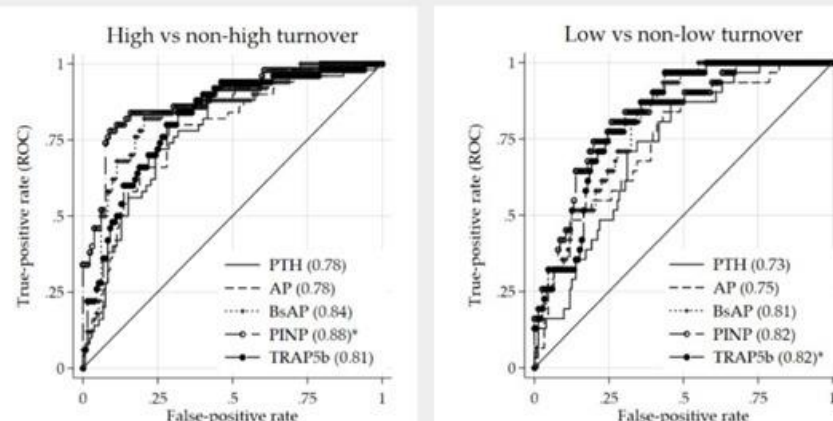 High vs non-high turnover
True-positive rate (ROC)
1
.75
.5
.25
0
PTH (0.78)
AP (0.78)
BsAP (0.84)
PINP (0.88)*
TRAP5b (0.81)
0 .25 .5 .75 1
False-positive rate
Low vs non-low turnover
True-positive rate (ROC)
1
.75
.5
.25
0
PTH (0.73)
AP (0.75)
BsAP (0.81)
PINP (0.82)
TRAP5b (0.82)*
0 .25 .5 .75 1
False-positive rate